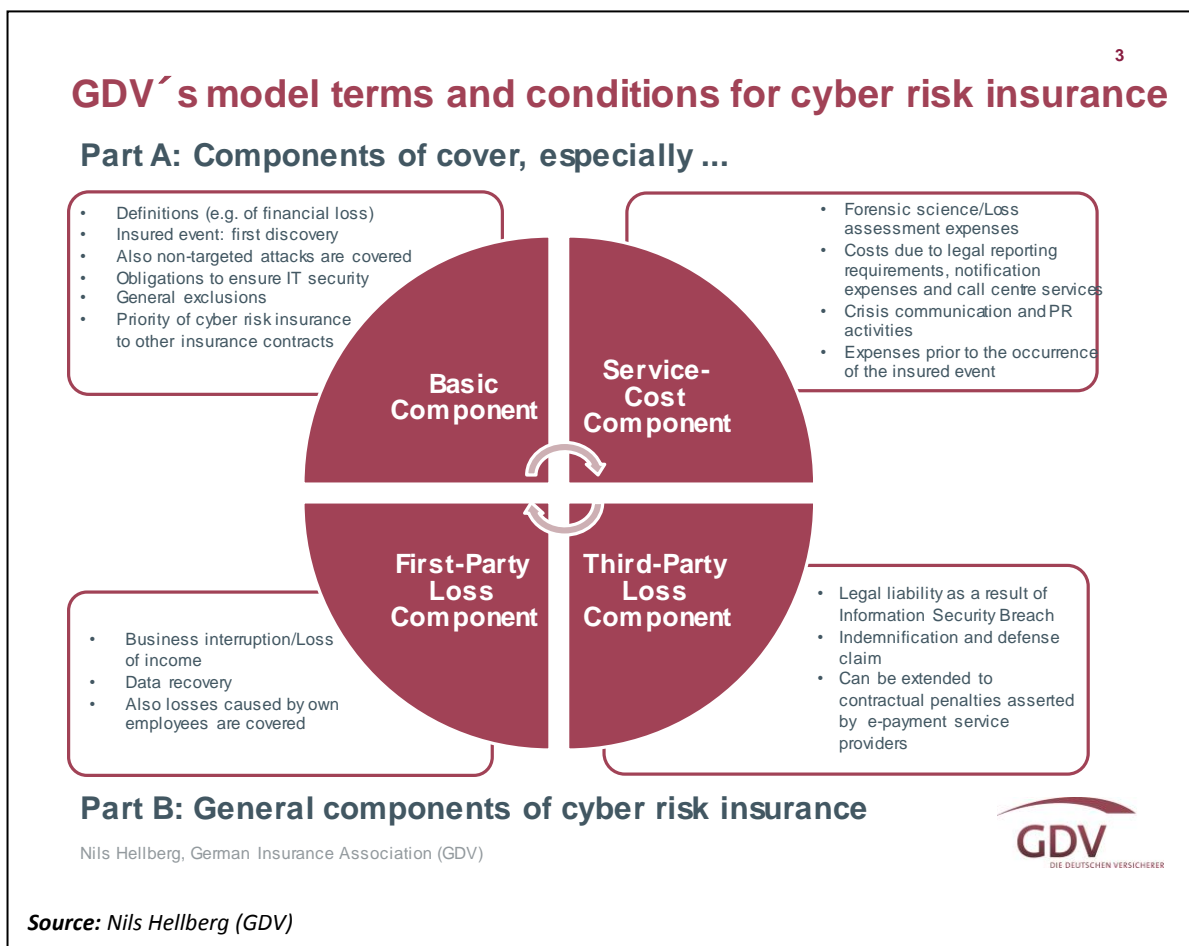 3
GDV´s model terms and conditions for cyber risk insurance
Part A: Components of cover, especially ...
• Definitions (e.g. of financial loss)
• Insured event: first discovery
• Also non-targeted attacks are covered
• Obligations to ensure IT security
• General exclusions
• Priority of cyber risk insurance
to other insurance contracts
• Forensic science/Loss
assessment expenses
• Costs due to legal reporting
requirements, notification
expenses and call centre services
• Crisis communication and PR
activities
• Expenses prior to the occurrence
of the insured event
Basic
Component
Service-
Cost
Component
First-Party
Loss
Component
Third-Party
Loss
Component
• Business interruption/Loss
of income
• Data recovery
• Also losses caused by own
employees are covered
• Legal liability as a result of
Information Security Breach
• Indemnification and defense
claim
• Can be extended to
contractual penalties asserted
by e-payment service
providers
Part B: General components of cyber risk insurance
Nils Hellberg, German Insurance Association (GDV)
GDV
DIE DEUTSCHEN VERSICHERER
Source: Nils Hellberg (GDV)